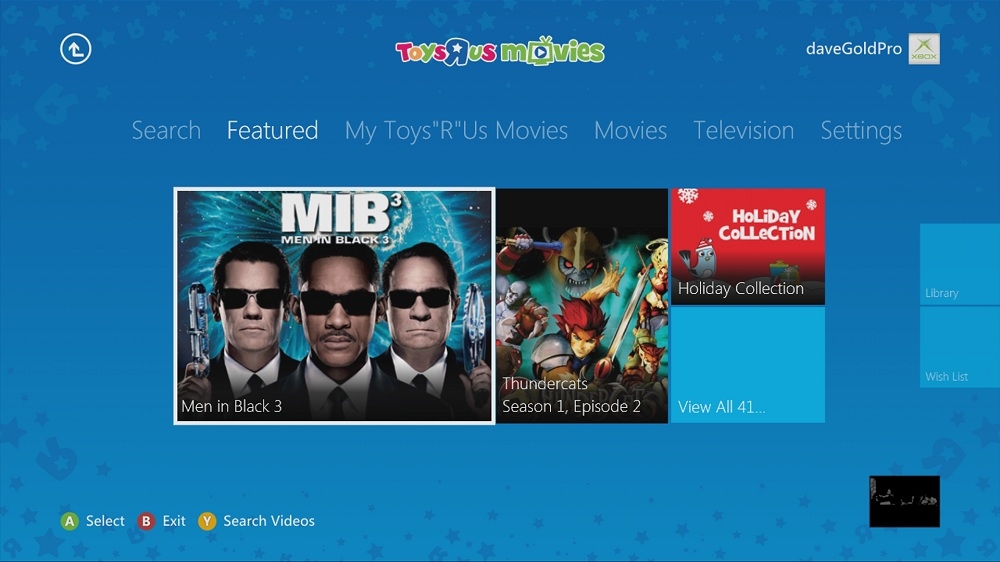 ToysRus movies
daveGoldPro
XBOX
Search Featured My Toys"R"Us Movies Movies Television Settings
MIB3
MEN IN BLACK 3
Men in Black 3
Thundercats
Season 1, Episode 2
HOLiDAY
COLLeCTiON
Holiday Collection
View All 41...
Library
Wish List
A Select B Exit Y Search Videos